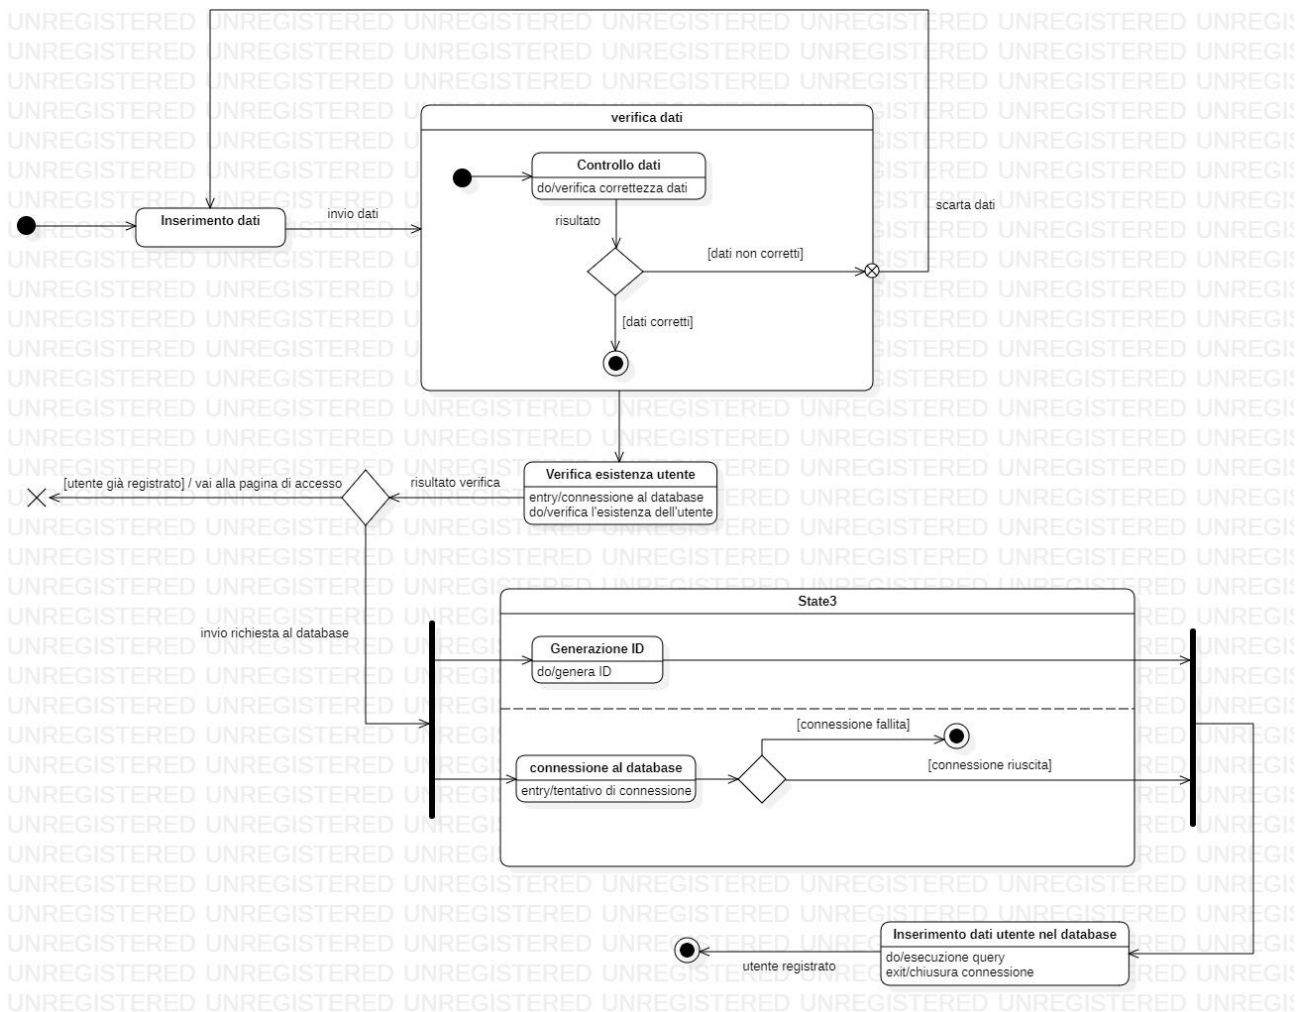 verifica dati
Controllo dati
do/verifica correttezza dati
risultato
scarta dati
Inserimento dati
invio dati
[dati non corretti]
[dati corretti]
Verifica esistenza utente
entry/connessione al database
do/verifica l'esistenza dell'utente
risultato verifica
[utente già registrato] / vai alla pagina di accesso
invio richiesta al database
State3
Generazione ID
do/genera ID
[connessione fallita]
connessione al database
entry/tentativo di connessione
[connessione riuscita]
Inserimento dati utente nel database
do/esecuzione query
exit/chiusura connessione
utente registrato
UNREGISTERED